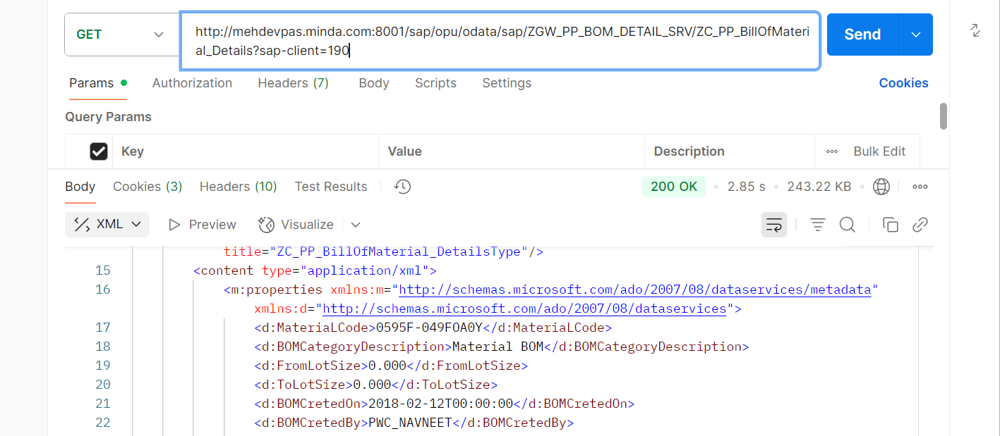 GET
http://mehdevpas.minda.com:8001/sap/opu/odata/sap/ZGW_PP_BOM_DETAIL_SRV/ZC_PP_BillOfMateri
al_Details?sap-client=190
Send
Params Authorization Headers (7) Body Scripts Settings Cookies
Query Params
Key Value Description Bulk Edit
Body Cookies (3) Headers (10) Test Results 200 OK 2.85 s 243.22 KB
XML Preview Visualize
title="ZC_PP_BillOfMaterial_DetailsType"/>
15 <content type="application/xml">
16 <m:properties xmlns:m="http://schemas.microsoft.com/ado/2007/08/dataservices/metadata"
xmlns:d="http://schemas.microsoft.com/ado/2007/08/dataservices">
17 <d:MateriaLCode>0595F-049FOA0Y</d:MateriaLCode>
18 <d:BOMCategoryDescription>Material BOM</d:BOMCategoryDescription>
19 <d:FromLotSize>0.000</d:FromLotSize>
20 <d:ToLotSize>0.000</d:ToLotSize>
21 <d:BOMCretedOn>2018-02-12T00:00:00</d:BOMCretedOn>
22 <d:BOMCretedBy>PWC_NAVNEET</d:BOMCretedBy>